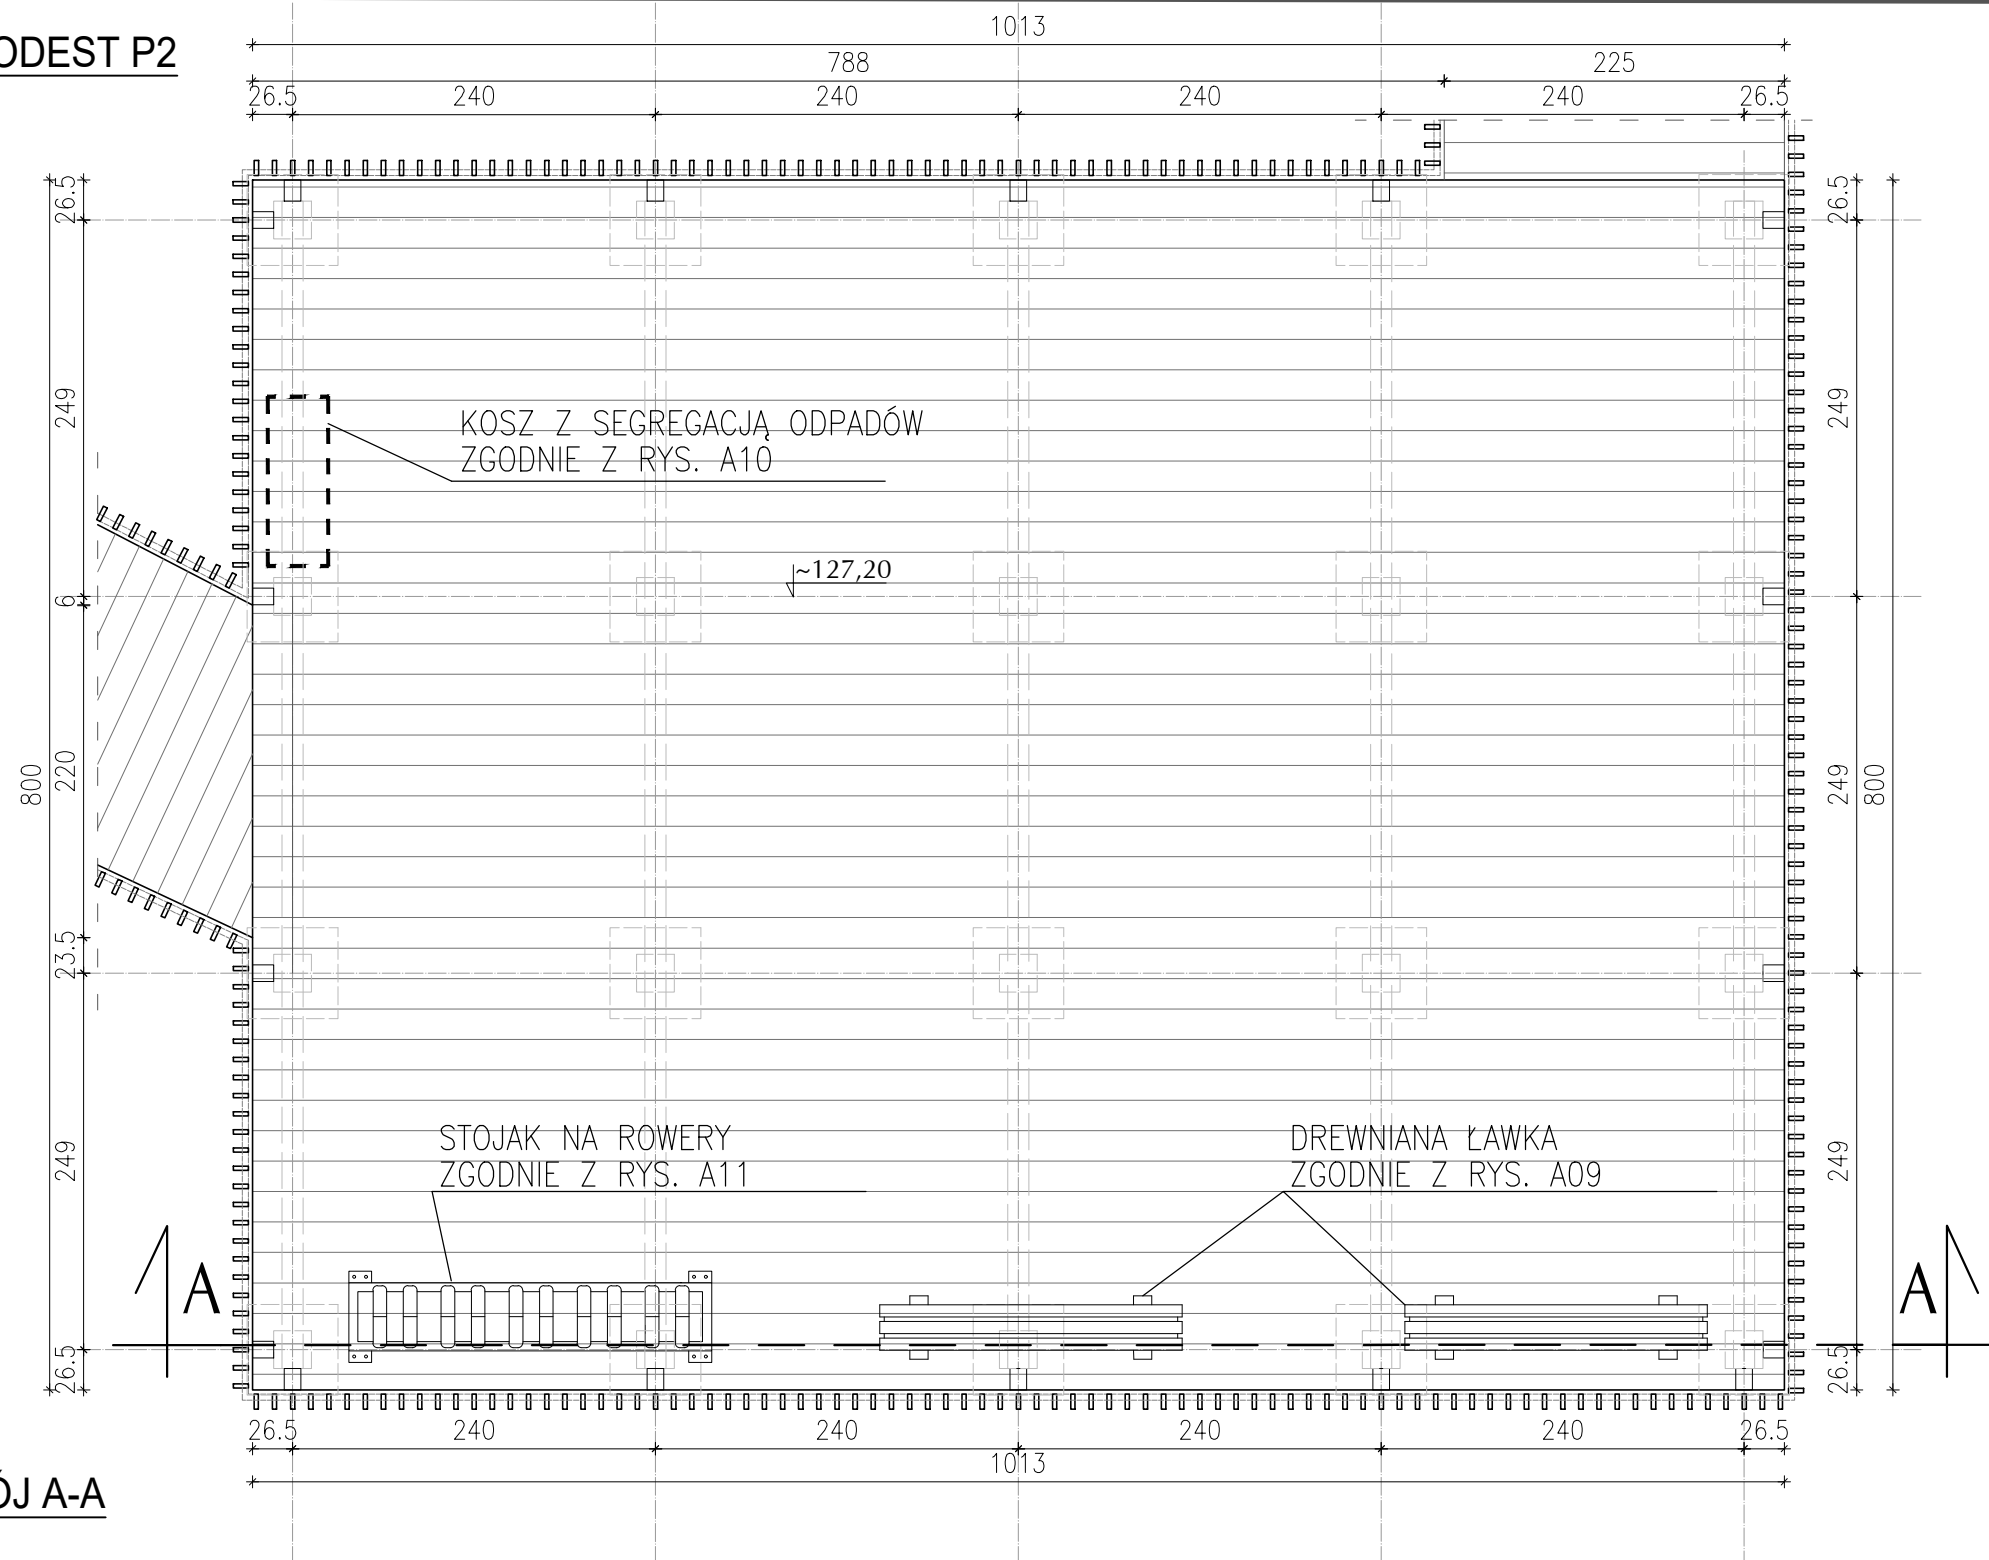 ODEST P2
1013
788 225
26.5 240 240 240 240 26.5
26.5 26.5
249 249
KOSZ Z SEGREGACJĄ ODPADÓW
ZGODNIE Z RYS. A10
~127,20
6
800 220 249 800
23.5
249 249
STOJAK NA ROWERY
ZGODNIE Z RYS. A11
DREWNIANA ŁAWKA
ZGODNIE Z RYS. A09
A A
26.5 26.5
26.5 240 240 240 240 26.5
1013
ÓJ A-A